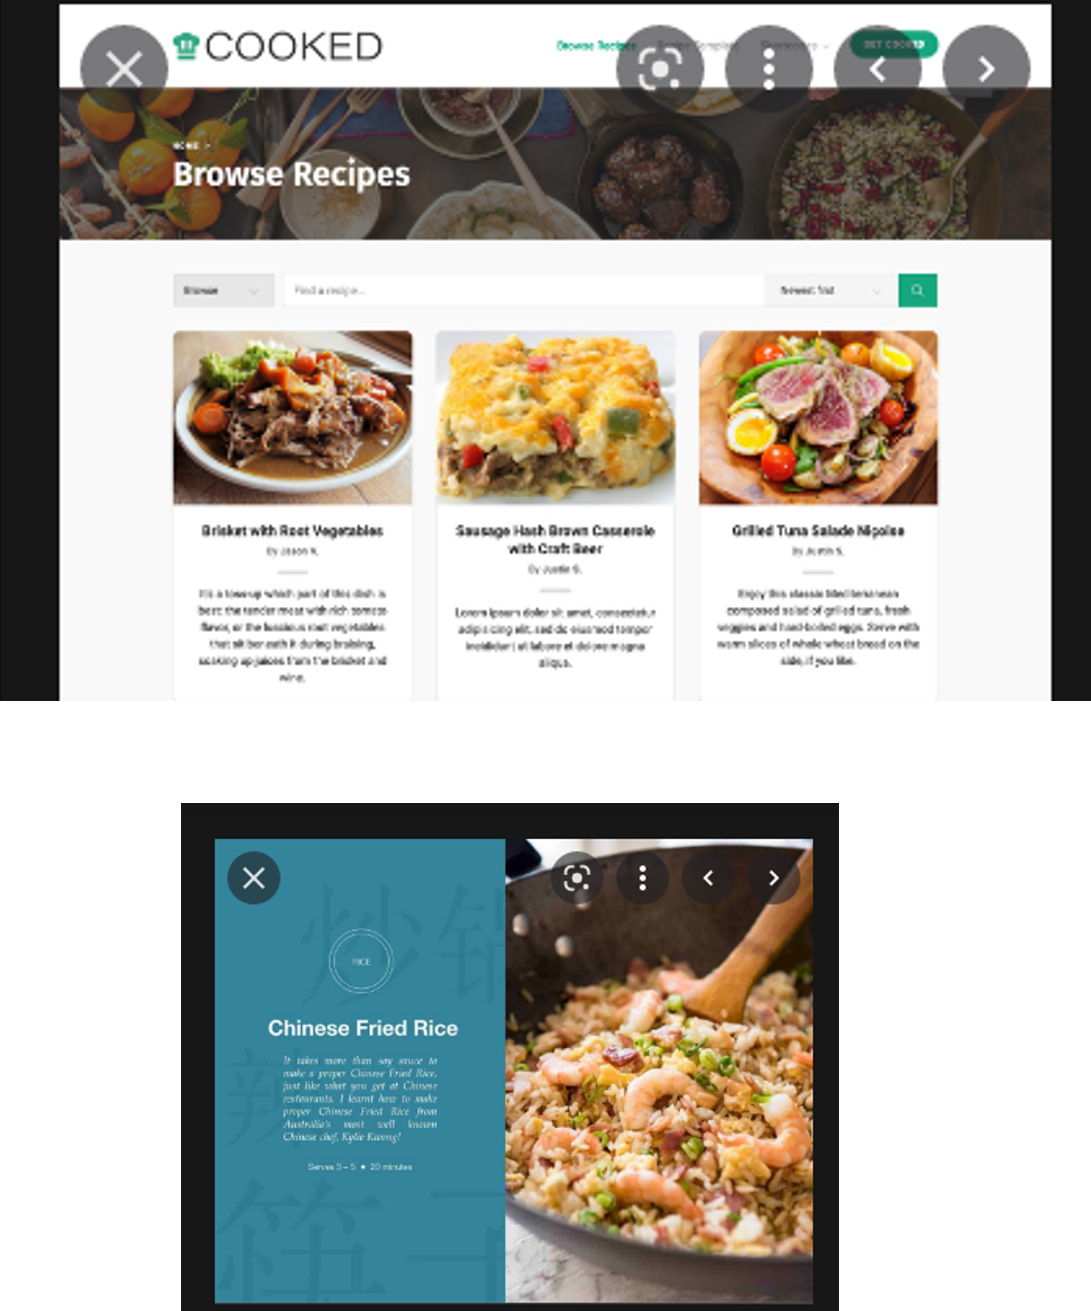 COOKED
Browse Recipes
GET COOKED
HOME >
Browse Recipes
Browse
Find a recipe...
Newest first
Brisket with Root Vegetables
By Jason K.
It's a toss-up which part of this dish is
best: the tender meat with rich tomato
flavor, or the luscious root vegetables
that sit beneath it during braising,
soaking up juices from the brisket and
wine.
Sausage Hash Brown Casserole
with Craft Beer
By Justin S.
Lorem ipsum dolor sit amet, consectetur
adipiscing elit, sed do eiusmod tempor
incididunt ut labore et dolore magna
aliqua.
Grilled Tuna Salade Niçoise
By Justin S.
Enjoy this classic Mediterranean
composed salad of grilled tuna, fresh
veggies and hard-boiled eggs. Serve with
warm slices of whole wheat bread on the
side, if you like.
炒锅
RICE
Chinese Fried Rice
It takes more than soy sauce to
make a proper Chinese Fried Rice,
just like what you get at Chinese
restaurants. I learnt how to make
proper Chinese Fried Rice from
Australia's most well known
Chinese chef, Kylie Kwong!
辣
Serves 3 – 5 • 20 minutes
筷子